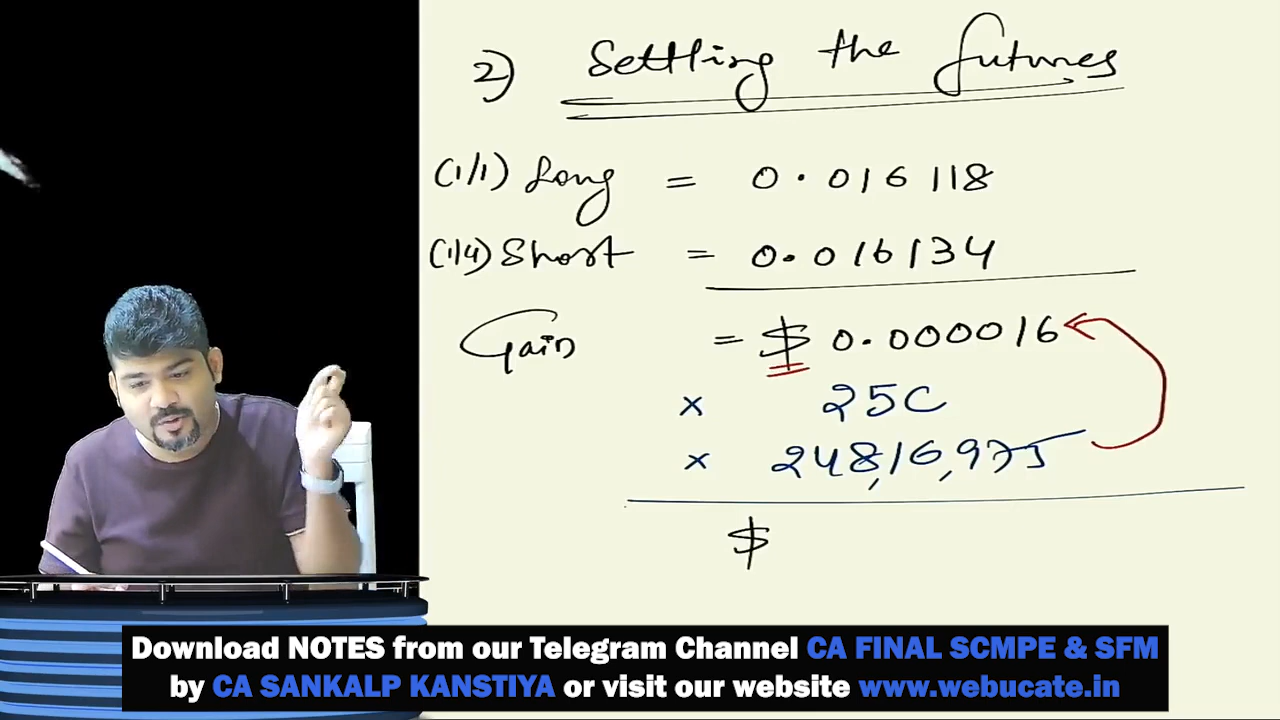 2) Settling the futures
(1/1) Long = 0.016118
(1/4) Short = 0.016134
Gain = $ 0.000016
× 25C
× 248,16,975
$
Download NOTES from our Telegram Channel CA FINAL SCMPE & SFM
by CA SANKALP KANSTIYA or visit our website www.webucate.in